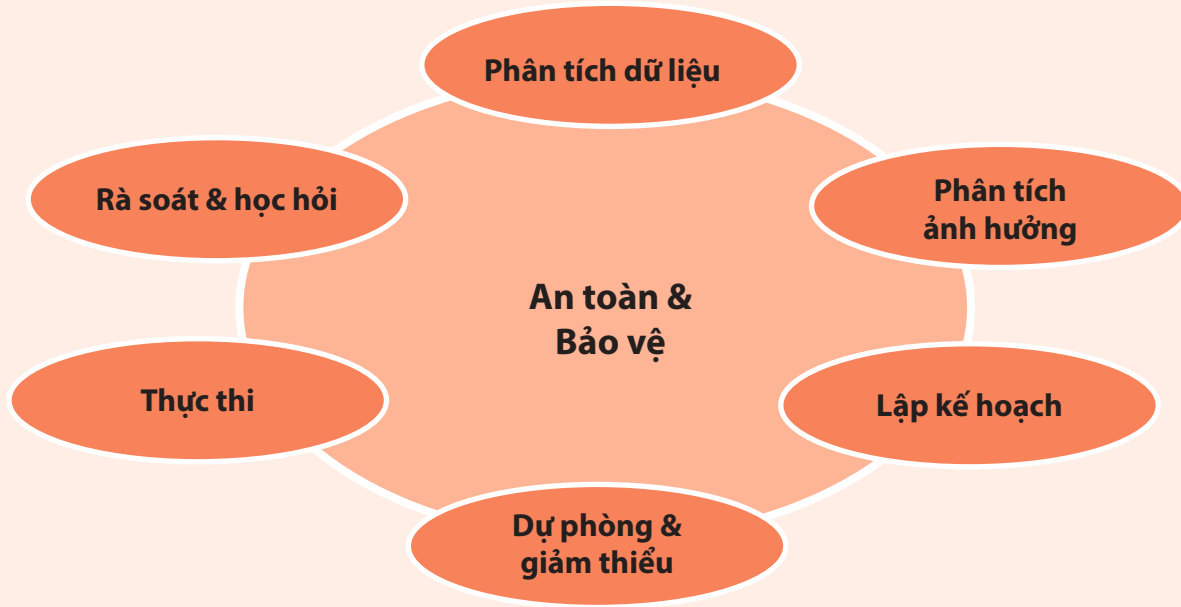 Phân tích dữ liệu
Rà soát & học hỏi
Phân tích
ảnh hưởng
An toàn &
Bảo vệ
Thực thi
Lập kế hoạch
Dự phòng &
giảm thiểu